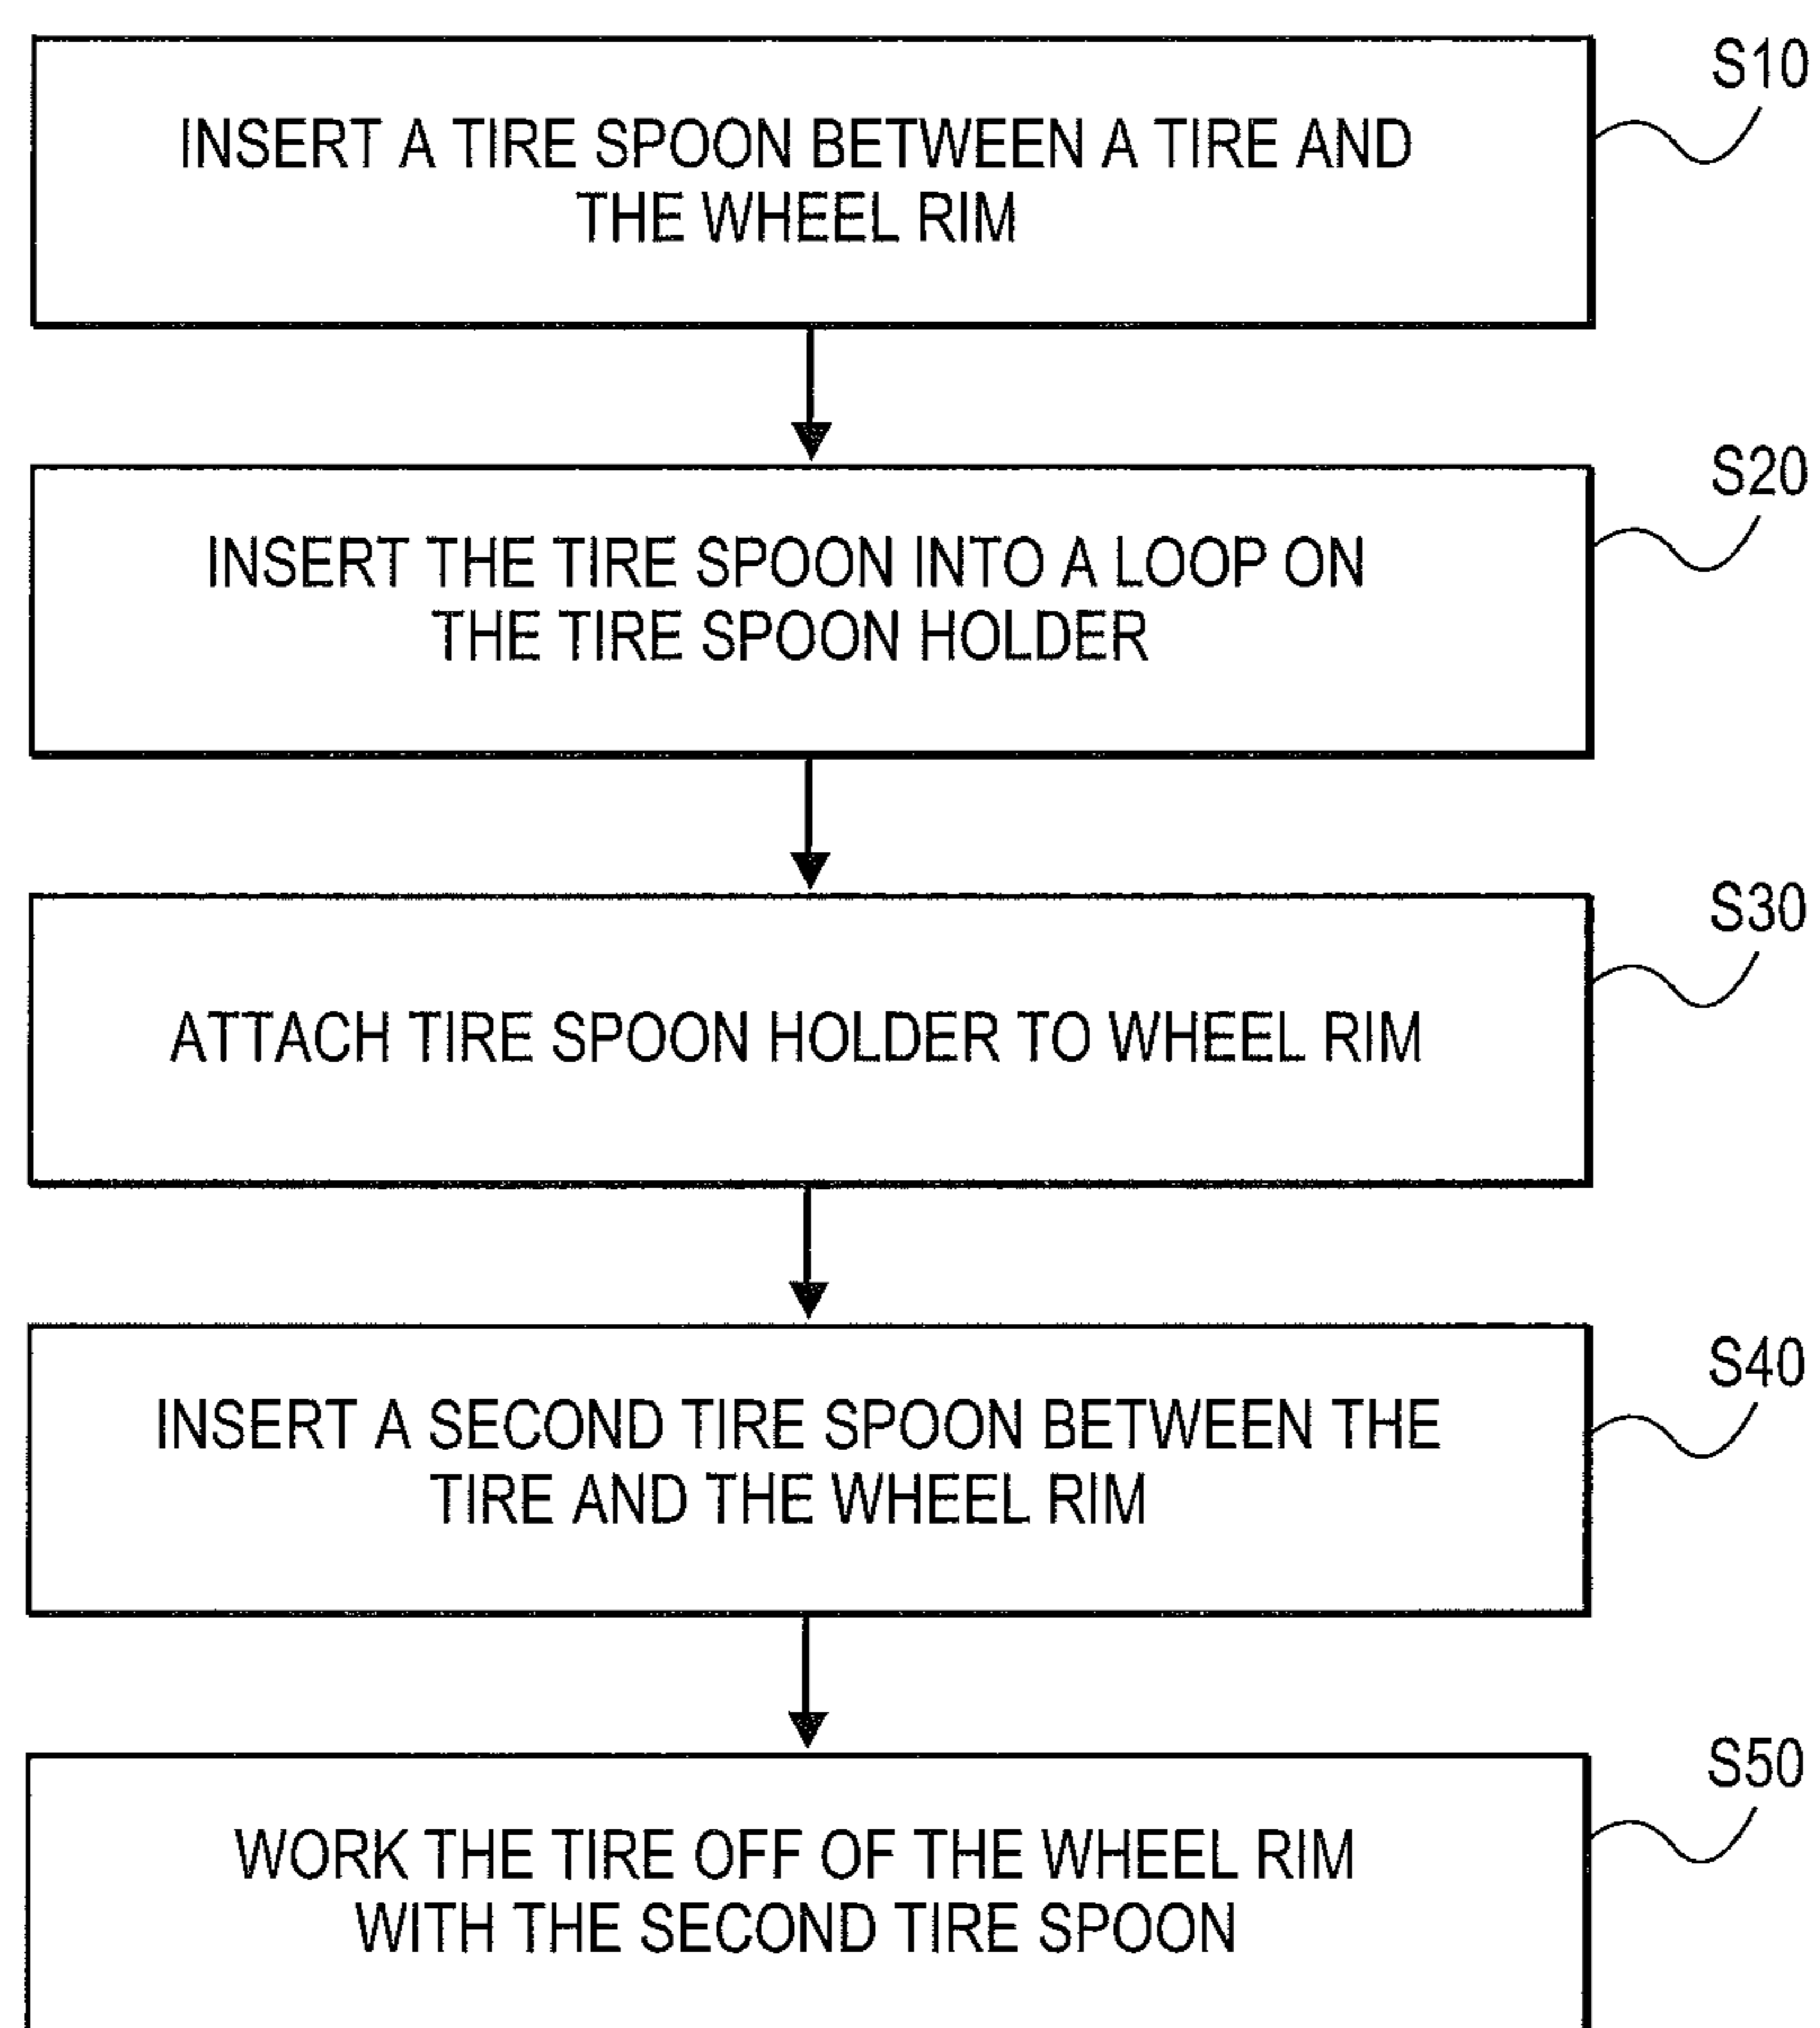 S10
INSERT A TIRE SPOON BETWEEN A TIRE AND
THE WHEEL RIM
S20
INSERT THE TIRE SPOON INTO A LOOP ON
THE TIRE SPOON HOLDER
S30
ATTACH TIRE SPOON HOLDER TO WHEEL RIM
S40
INSERT A SECOND TIRE SPOON BETWEEN THE
TIRE AND THE WHEEL RIM
S50
WORK THE TIRE OFF OF THE WHEEL RIM
WITH THE SECOND TIRE SPOON